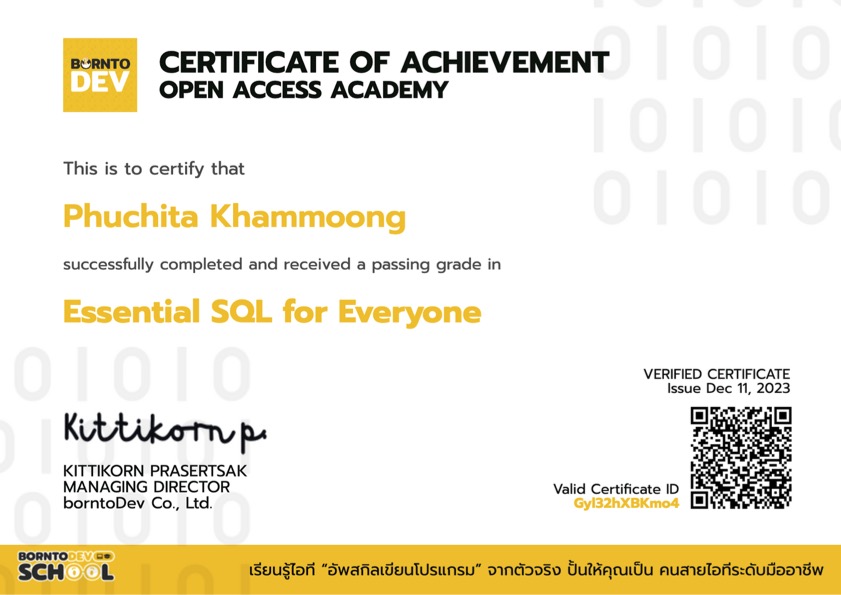 BORNTO
DEV
CERTIFICATE OF ACHIEVEMENT
OPEN ACCESS ACADEMY
This is to certify that
Phuchita Khammoong
successfully completed and received a passing grade in
Essential SQL for Everyone
VERIFIED CERTIFICATE
Issue Dec 11, 2023
Kittikorn p.
KITTIKORN PRASERTSAK
MANAGING DIRECTOR
borntoDev Co., Ltd.
Valid Certificate ID
Gyl32hXBKmo4
BORNTODEV
SCHOOL
เรียนรู้ไอที “อัพสกิลเขียนโปรแกรม” จากตัวจริง ปั้นให้คุณเป็น คนสายไอทีระดับมืออาชีพ